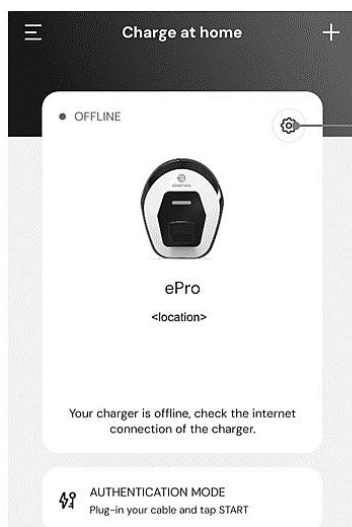 Charge at home
OFFLINE
ePro
<location>
Your charger is offline, check the internet
connection of the charger.
AUTHENTICATION MODE
Plug-in your cable and tap START